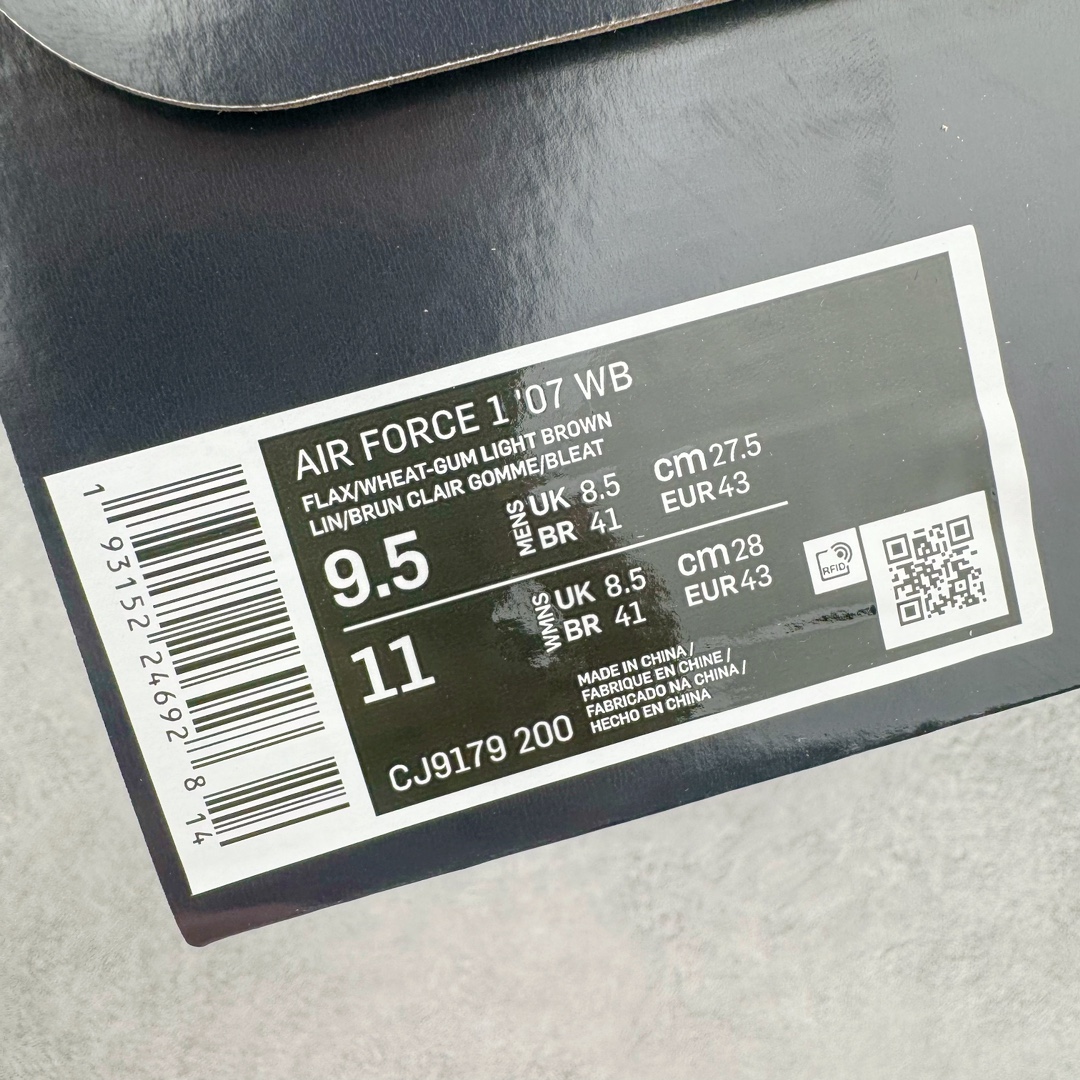 AIR FORCE 1 '07 WB
FLAX/WHEAT-GUM LIGHT BROWN
LIN/BRUN CLAIR GOMME/BLEAT
9.5
MENS
UK 8.5
BR 41
cm 27.5
EUR 43
11
WMNS
UK 8.5
BR 41
cm 28
EUR 43
RFID
CJ9179 200
MADE IN CHINA /
FABRIQUE EN CHINE /
FABRICADO NA CHINA /
HECHO EN CHINA
1 93152 24692 8 14